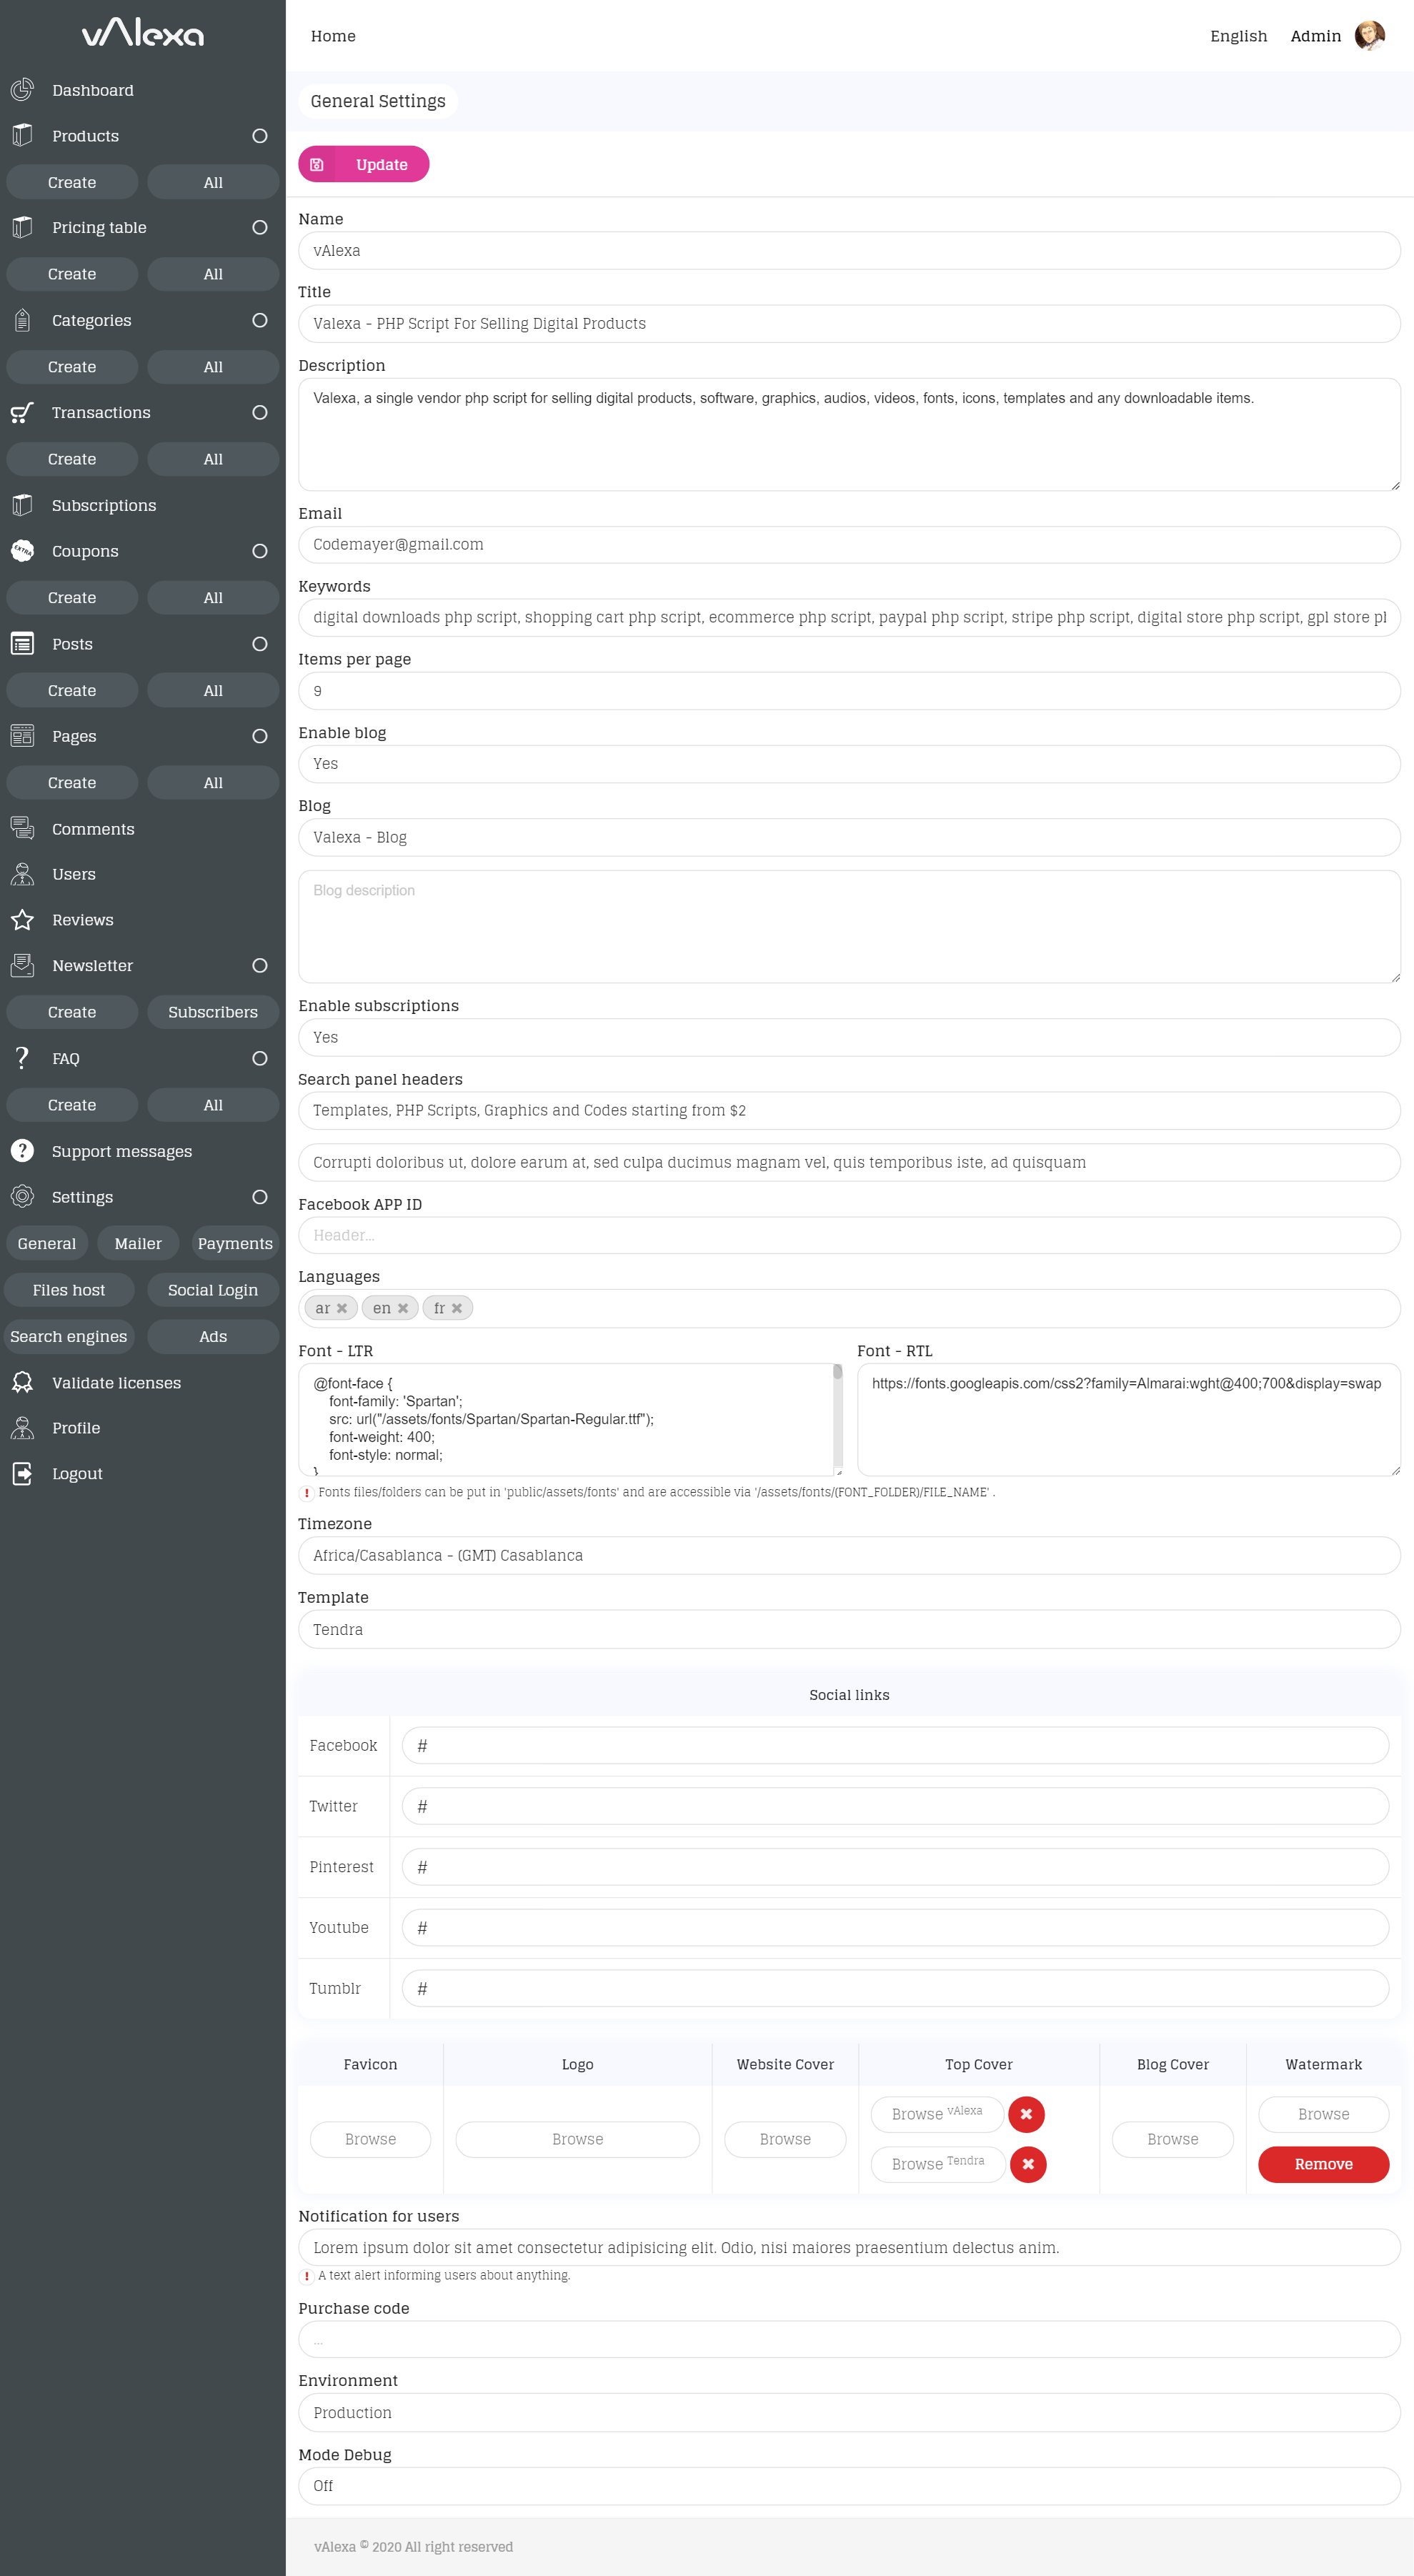 vAlexa
Dashboard
Products
Create All
Pricing table
Create All
Categories
Create All
Transactions
Create All
Subscriptions
EXTRA
Coupons
Create All
Posts
Create All
Pages
Create All
Comments
Users
Reviews
Newsletter
Create Subscribers
FAQ
Create All
Support messages
Settings
General Mailer Payments
Files host Social Login
Search engines Ads
Validate licenses
Profile
Logout
Home English Admin
General Settings
Update
Name
vAlexa
Title
Valexa - PHP Script For Selling Digital Products
Description
Valexa, a single vendor php script for selling digital products, software, graphics, audios, videos, fonts, icons, templates and any downloadable items.
Email
Codemayer@gmail.com
Keywords
digital downloads php script, shopping cart php script, ecommerce php script, paypal php script, stripe php script, digital store php script, gpl store pl
Items per page
9
Enable blog
Yes
Blog
Valexa - Blog
Blog description
Enable subscriptions
Yes
Search panel headers
Templates, PHP Scripts, Graphics and Codes starting from $2
Corrupti doloribus ut, dolore earum at, sed culpa ducimus magnam vel, quis temporibus iste, ad quisquam
Facebook APP ID
Header...
Languages
ar en fr
Font - LTR
@font-face {
font-family: 'Spartan';
src: url("/assets/fonts/Spartan/Spartan-Regular.ttf");
font-weight: 400;
font-style: normal;
}
Font - RTL
https://fonts.googleapis.com/css2?family=Almarai:wght@400;700&display=swap
Fonts files/folders can be put in 'public/assets/fonts' and are accessible via '/assets/fonts/(FONT_FOLDER)/FILE_NAME' .
Timezone
Africa/Casablanca - (GMT) Casablanca
Template
Tendra
Social links
Facebook #
Twitter #
Pinterest #
Youtube #
Tumblr #
Favicon Logo Website Cover Top Cover Blog Cover Watermark
Browse vAlexa Browse
Browse Browse Browse Browse
Browse Tendra Remove
Notification for users
Lorem ipsum dolor sit amet consectetur adipisicing elit. Odio, nisi maiores praesentium delectus anim.
A text alert informing users about anything.
Purchase code
...
Environment
Production
Mode Debug
Off
vAlexa © 2020 All right reserved